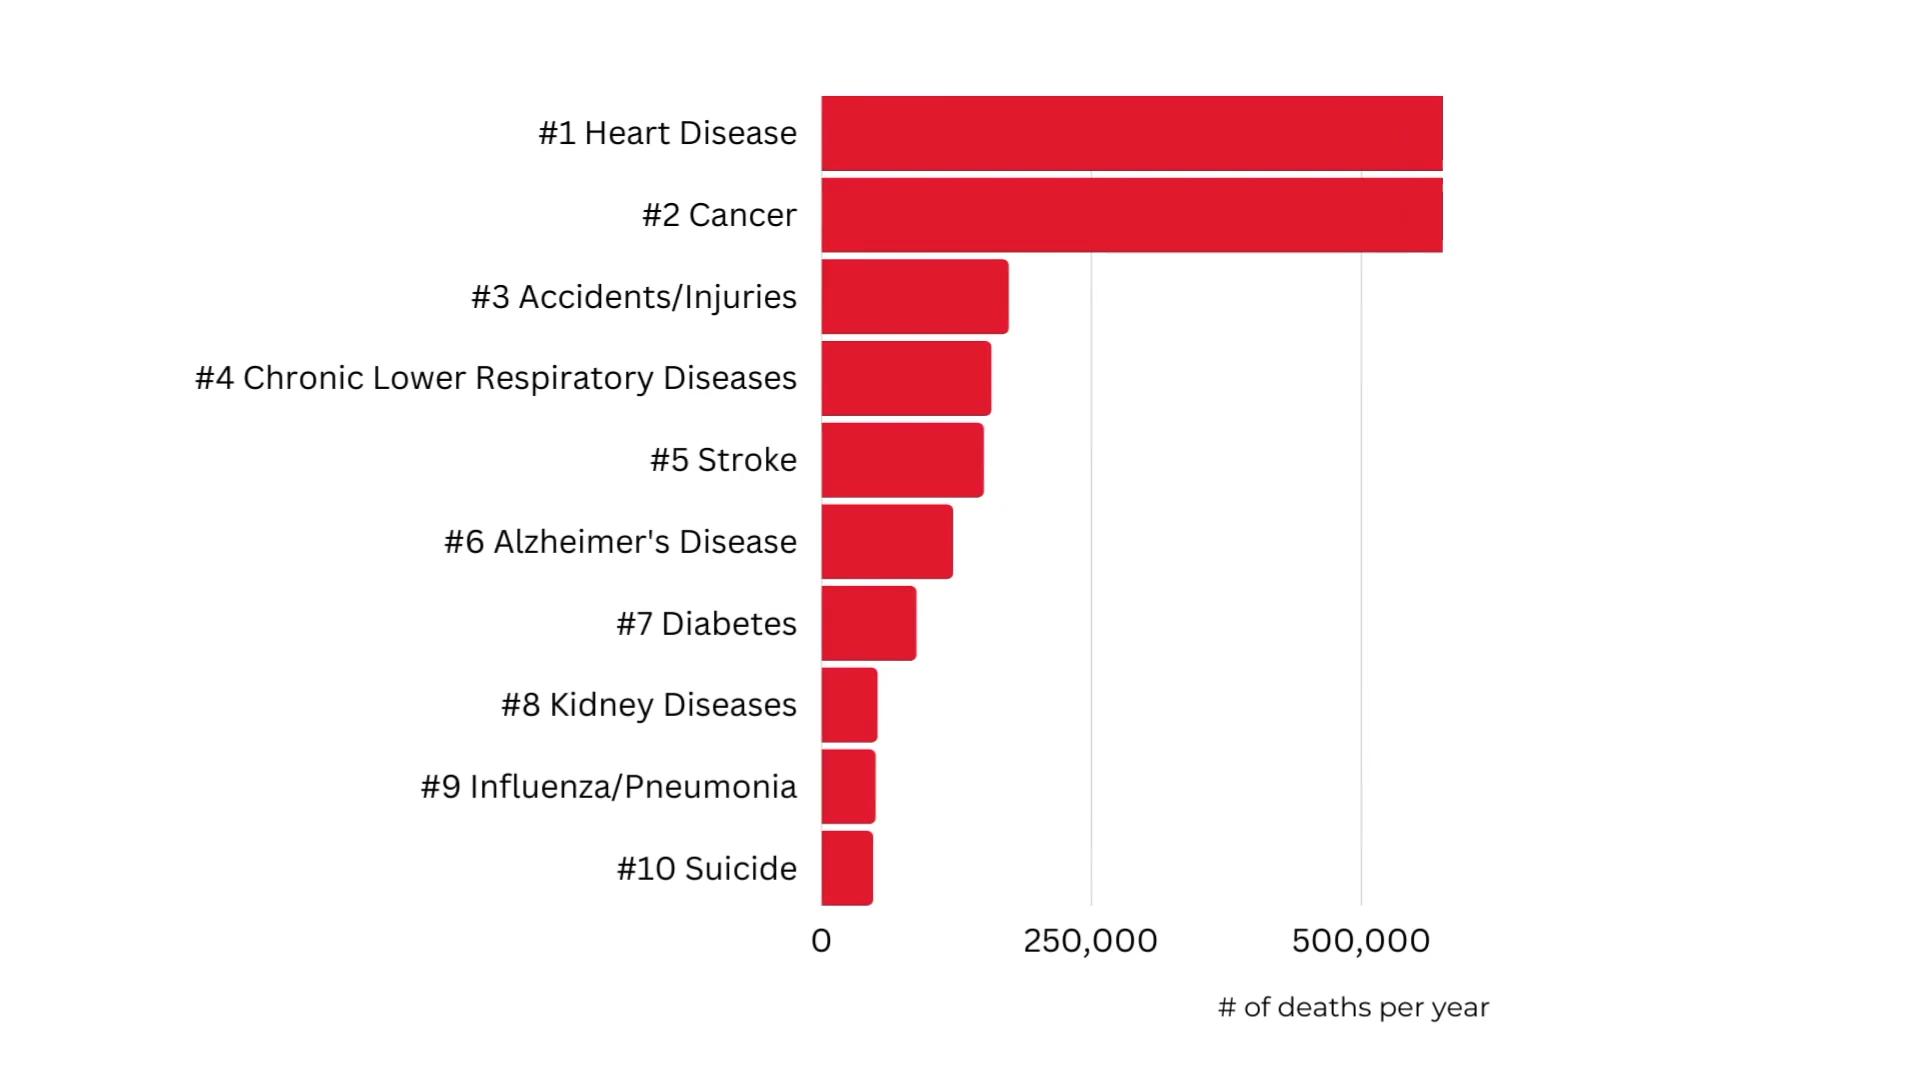 #1 Heart Disease
#2 Cancer
#3 Accidents/Injuries
#4 Chronic Lower Respiratory Diseases
#5 Stroke
#6 Alzheimer's Disease
#7 Diabetes
#8 Kidney Diseases
#9 Influenza/Pneumonia
#10 Suicide
0 250,000 500,000
# of deaths per year